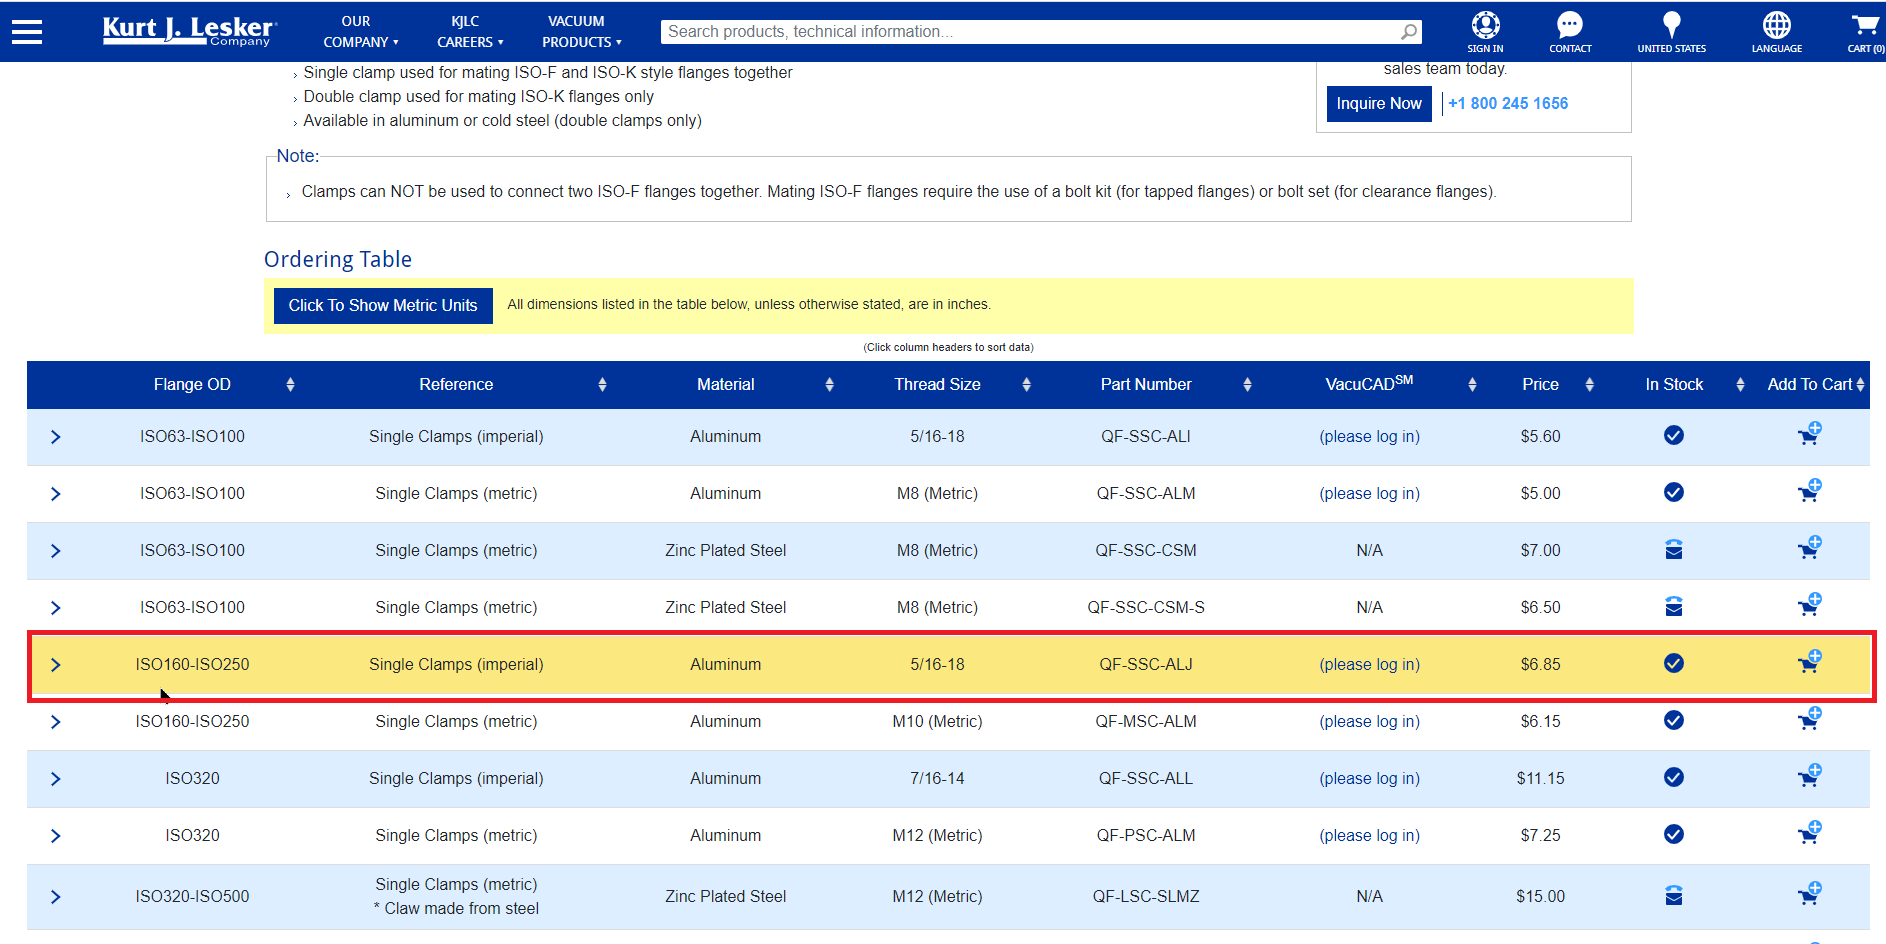 Kurt J. Lesker
Company
OUR
COMPANY
KJLC
CAREERS
VACUUM
PRODUCTS
Search products, technical information...
SIGN IN
CONTACT
UNITED STATES
LANGUAGE
CART (0)
Single clamp used for mating ISO-F and ISO-K style flanges together
Double clamp used for mating ISO-K flanges only
Available in aluminum or cold steel (double clamps only)
sales team today.
Inquire Now
+1 800 245 1656
Note:
Clamps can NOT be used to connect two ISO-F flanges together. Mating ISO-F flanges require the use of a bolt kit (for tapped flanges) or bolt set (for clearance flanges).
Ordering Table
Click To Show Metric Units
All dimensions listed in the table below, unless otherwise stated, are in inches.
(Click column headers to sort data)
Flange OD Reference Material Thread Size Part Number VacuCADSM Price In Stock Add To Cart
ISO63-ISO100 Single Clamps (imperial) Aluminum 5/16-18 QF-SSC-ALI (please log in) $5.60
ISO63-ISO100 Single Clamps (metric) Aluminum M8 (Metric) QF-SSC-ALM (please log in) $5.00
ISO63-ISO100 Single Clamps (metric) Zinc Plated Steel M8 (Metric) QF-SSC-CSM N/A $7.00
ISO63-ISO100 Single Clamps (metric) Zinc Plated Steel M8 (Metric) QF-SSC-CSM-S N/A $6.50
ISO160-ISO250 Single Clamps (imperial) Aluminum 5/16-18 QF-SSC-ALJ (please log in) $6.85
ISO160-ISO250 Single Clamps (metric) Aluminum M10 (Metric) QF-MSC-ALM (please log in) $6.15
ISO320 Single Clamps (imperial) Aluminum 7/16-14 QF-SSC-ALL (please log in) $11.15
ISO320 Single Clamps (metric) Aluminum M12 (Metric) QF-PSC-ALM (please log in) $7.25
ISO320-ISO500 Single Clamps (metric) Zinc Plated Steel M12 (Metric) QF-LSC-SLMZ N/A $15.00
* Claw made from steel